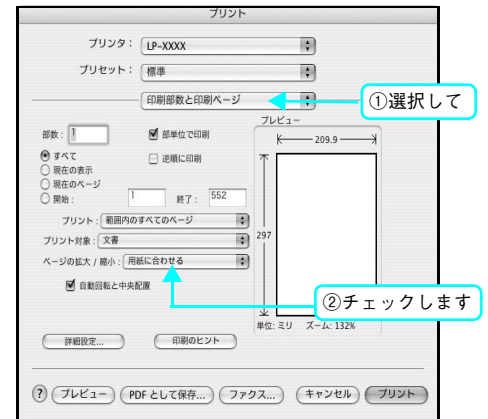 プリント
プリンタ： LP-XXXX
プリセット： 標準
印刷部数と印刷ページ
①選択して
プレビュー
部数： 1 部単位で印刷
209.9
すべて 逆順に印刷
現在の表示
現在のページ
開始： 1 終了： 552
プリント： 範囲内のすべてのページ
297
プリント対象： 文書
ページの拡大 / 縮小： 用紙に合わせる
自動回転と中央配置
②チェックします
単位: ミリ ズーム: 132%
詳細設定... 印刷のヒント
? プレビュー PDF として保存... ファクス... キャンセル プリント